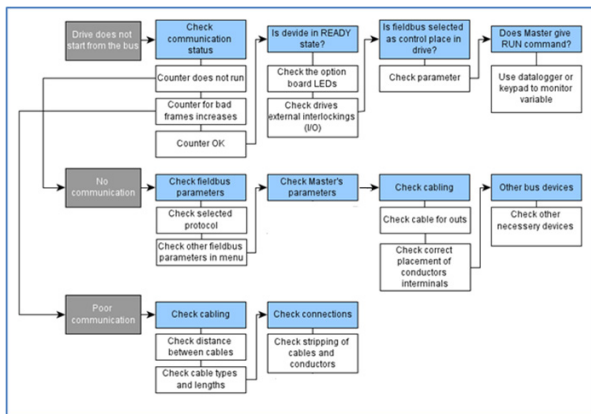 Drive does not
start from the bus
Check
communication
status
Counter does not run
Counter for bad
frames increases
Counter OK
Is devide in READY
state?
Check the option
board LEDs
Check drives
external interlockings
(I/O)
Is fieldbus selected
as control place in
drive?
Check parameter
Does Master give
RUN command?
Use datalogger or
keypad to monitor
variable
No
communication
Check fieldbus
parameters
Check selected
protocol
Check other fieldbus
parameters in menu
Check Master's
parameters
Check cabling
Check cable for outs
Check correct
placement of
conductors
interminals
Other bus devices
Check other
necessery devices
Poor
communication
Check cabling
Check distance
between cables
Check cable types
and lengths
Check connections
Check stripping of
cables and
conductors